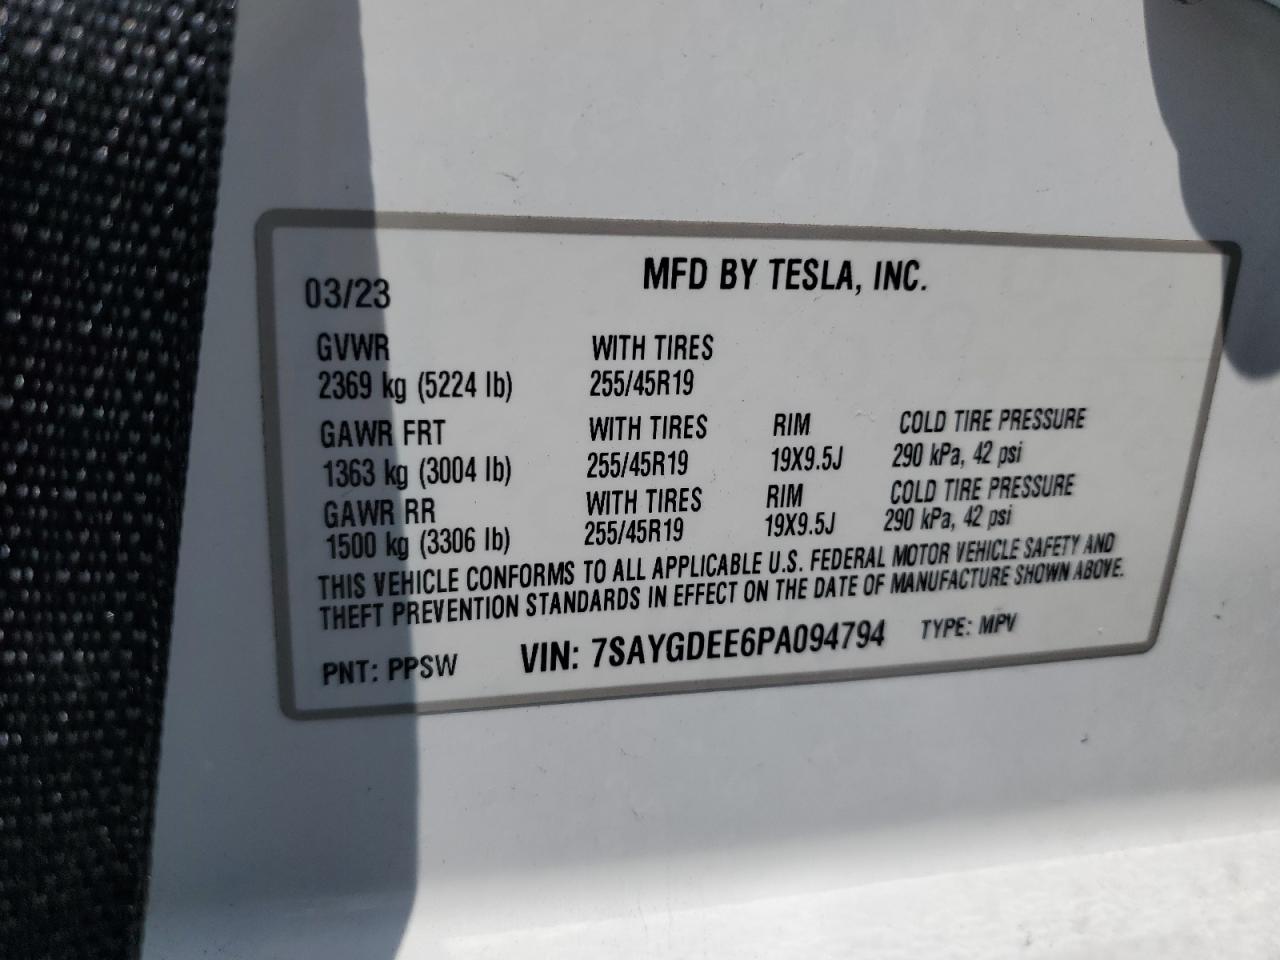 MFD BY TESLA, INC.
03/23
GVWR WITH TIRES
2369 kg (5224 lb) 255/45R19
GAWR FRT WITH TIRES RIM COLD TIRE PRESSURE
1363 kg (3004 lb) 255/45R19 19X9.5J 290 kPa, 42 psi
GAWR RR WITH TIRES RIM COLD TIRE PRESSURE
1500 kg (3306 lb) 255/45R19 19X9.5J 290 kPa, 42 psi
THIS VEHICLE CONFORMS TO ALL APPLICABLE U.S. FEDERAL MOTOR VEHICLE SAFETY AND
THEFT PREVENTION STANDARDS IN EFFECT ON THE DATE OF MANUFACTURE SHOWN ABOVE.
PNT: PPSW VIN: 7SAYGDEE6PA094794 TYPE: MPV